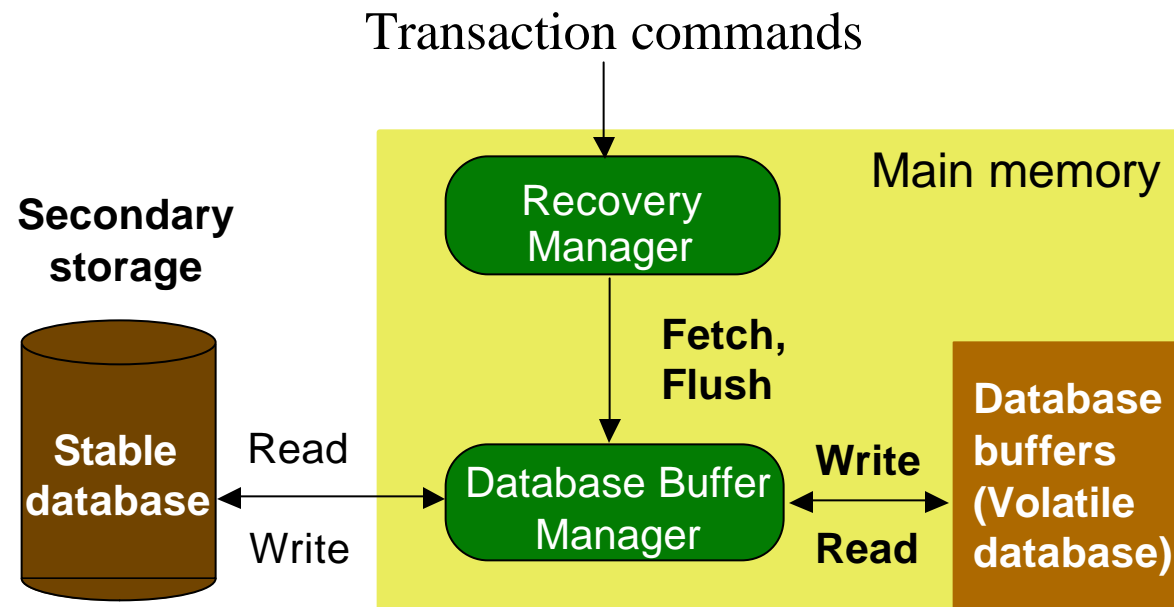 Transaction commands
Main memory
Recovery
Manager
Secondary
storage
Fetch,
Flush
Stable
database
Read
Write
Database Buffer
Manager
Write
Read
Database
buffers
(Volatile
database)